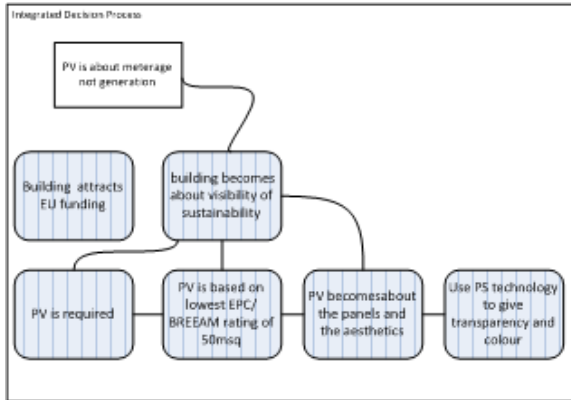 Integrated Decision Process
PV is about meterage
not generation
Building attracts
EU funding
building becomes
about visibility of
sustainability
PV is required
PV is based on
lowest EPC/
BREEAM rating of
50msq
PV becomesabout
the panels and
the aesthetics
Use PS technology
to give
transparency and
colour